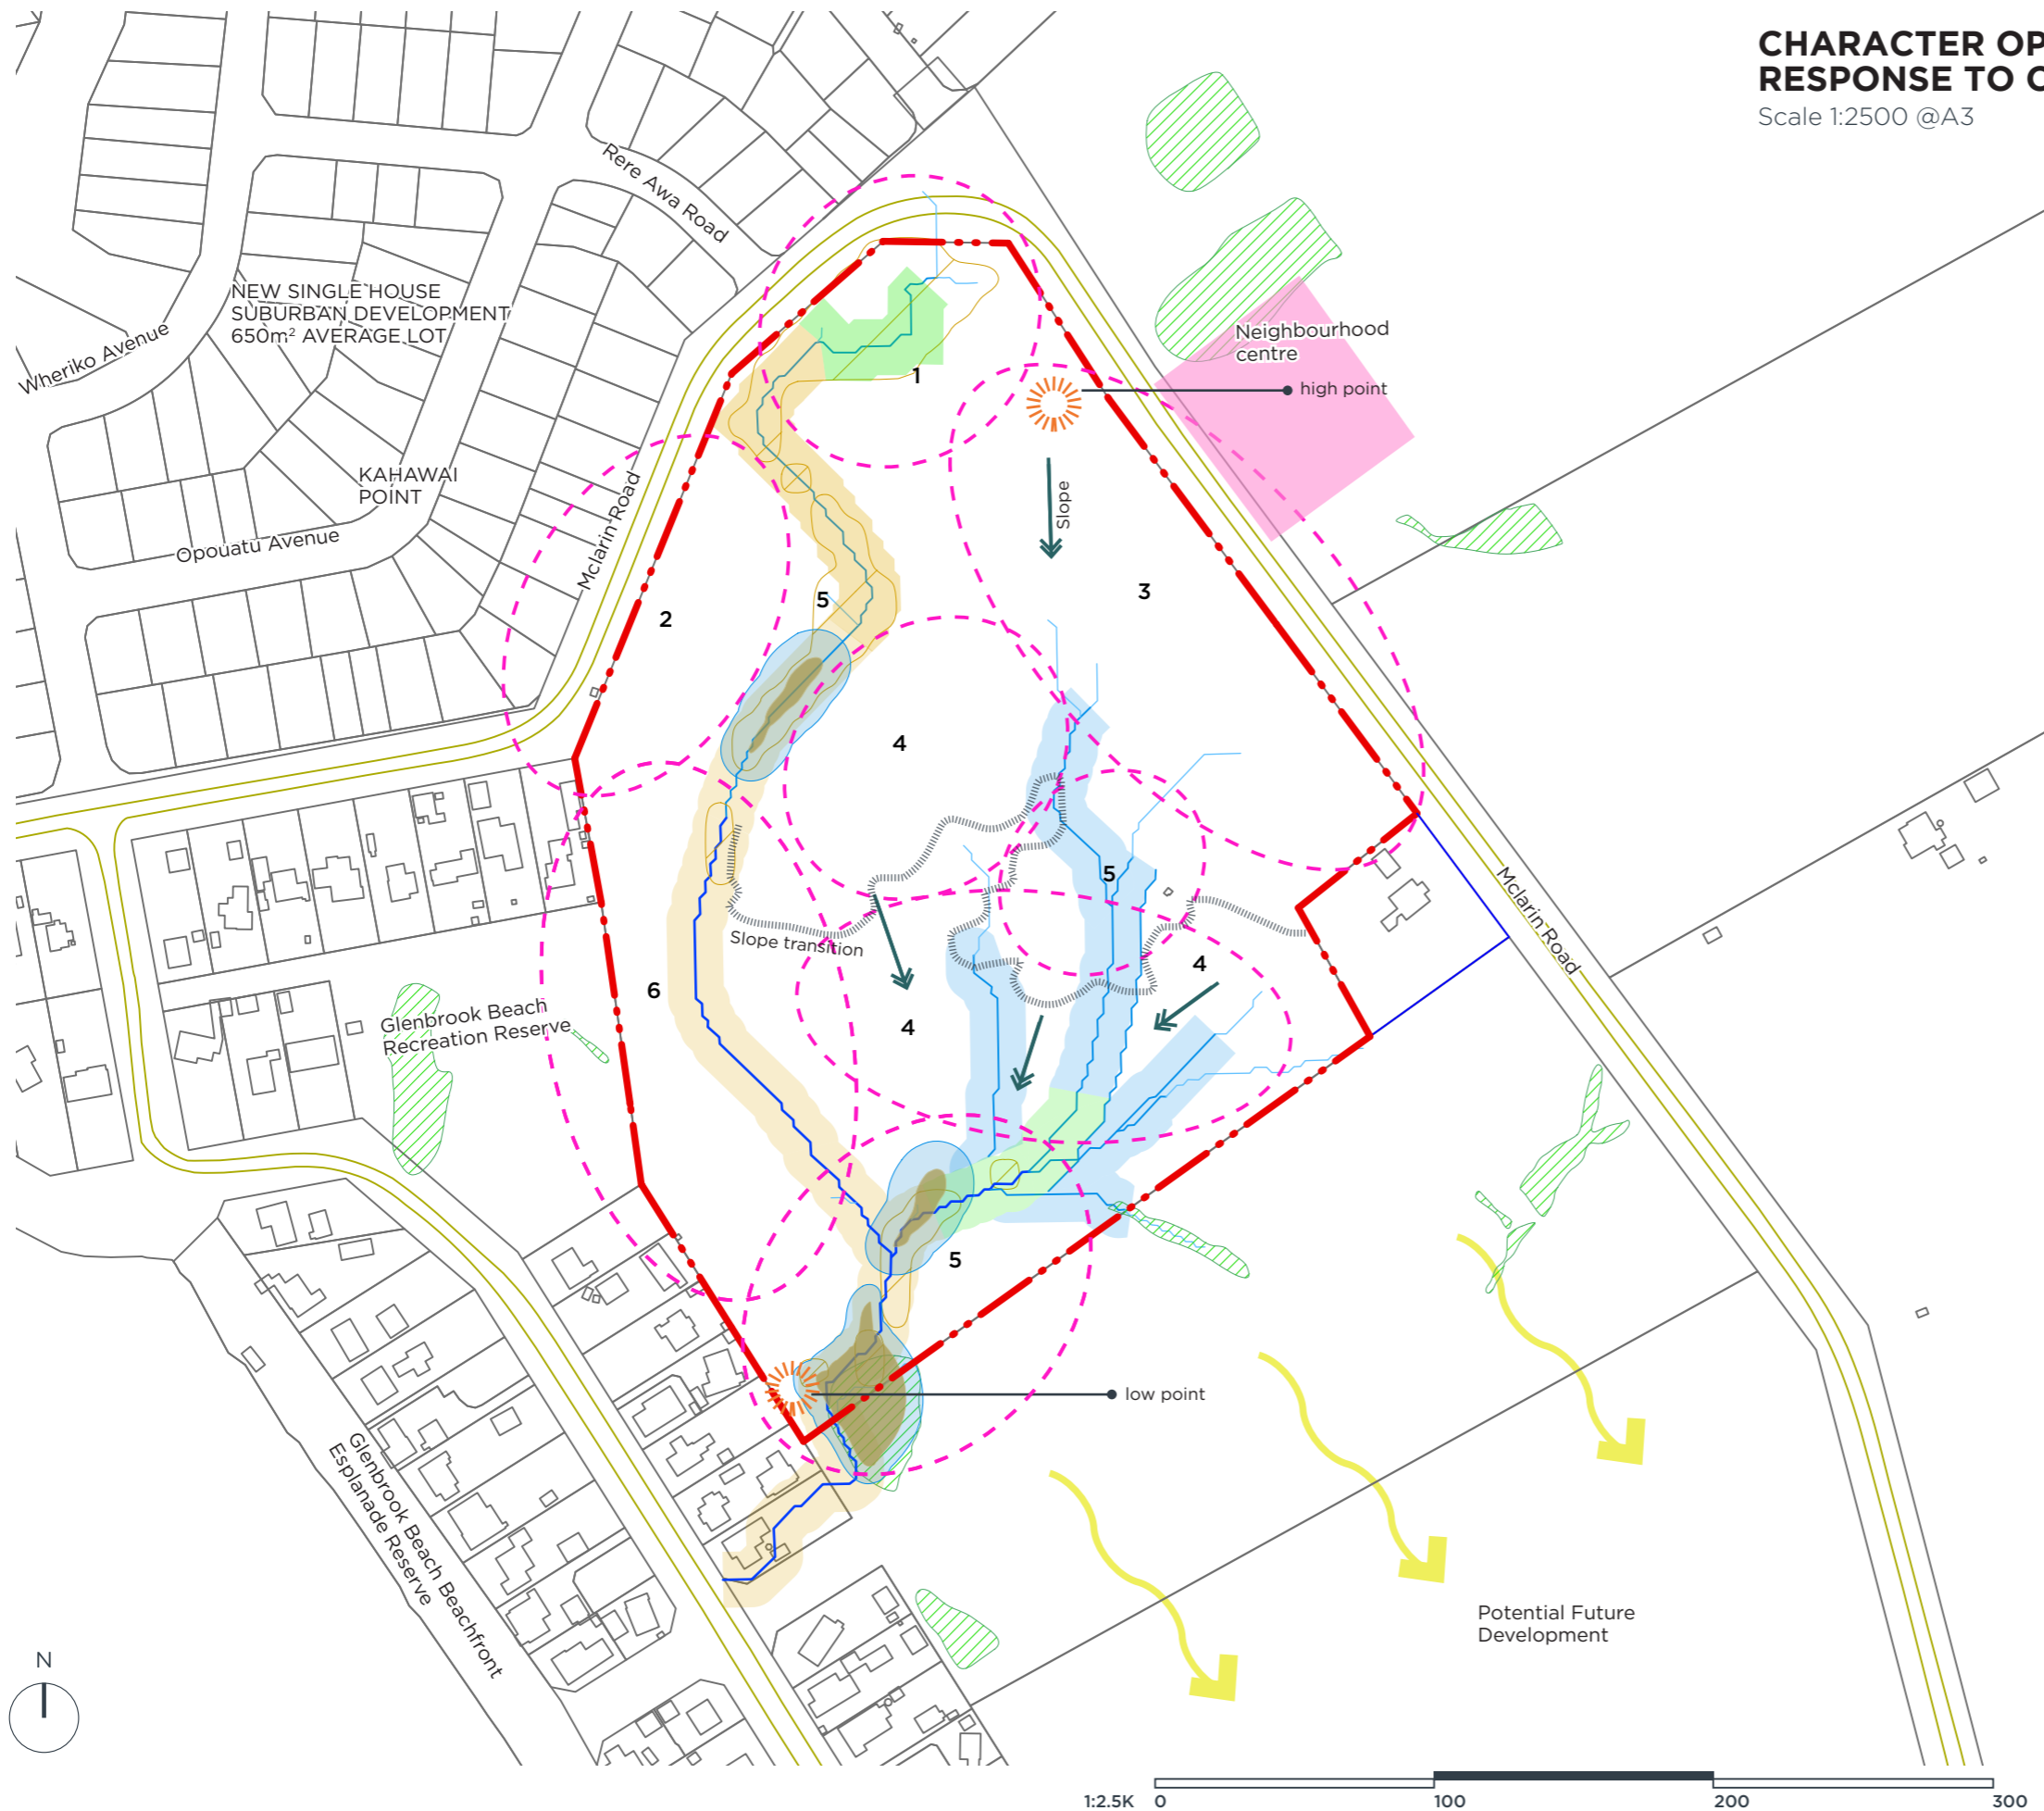 CHARACTER OP
RESPONSE TO C
Scale 1:2500 @A3
Rere Awa Road
NEW SINGLE HOUSE
SUBURBAN DEVELOPMENT
650m² AVERAGE LOT
Wheriko Avenue
Neighbourhood
centre
1
high point
KAHAWAI
POINT
Mclarin Road
Slope
Opouatu Avenue
3
5
2
4
5
Slope transition
Mclarin Road
4
6
Glenbrook Beach
Recreation Reserve
4
5
low point
Glenbrook Beach Beachfront
Esplanade Reserve
Potential Future
Development
N
1:2.5K
0
100
200
300